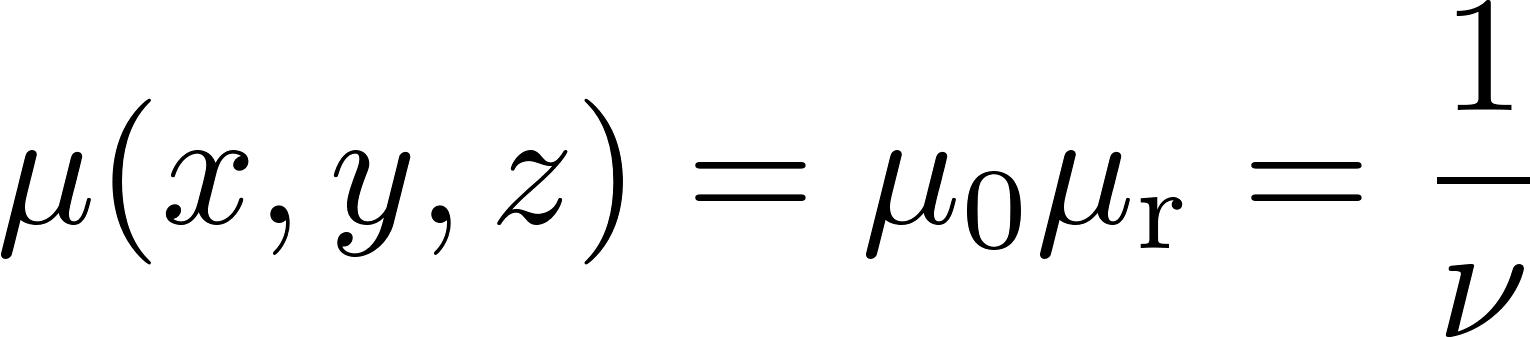 μ(x, y, z) = μ₀μᵣ = 1/ν